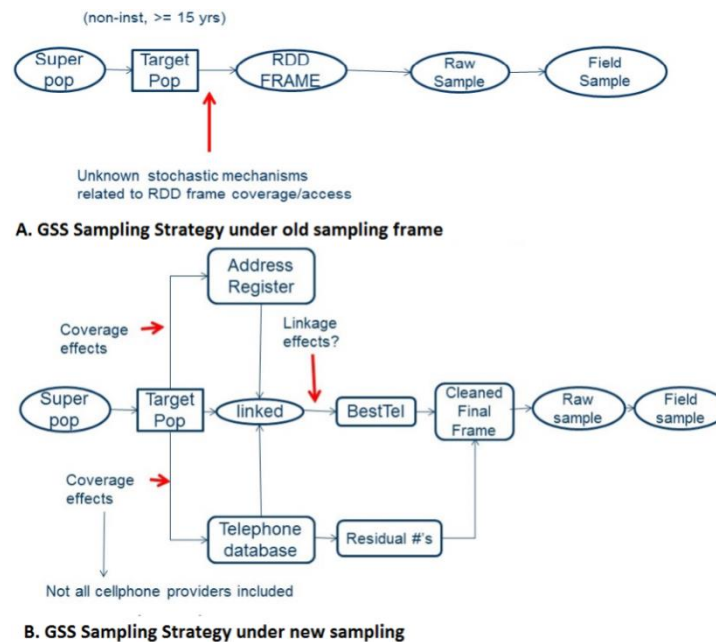 (non-inst, >= 15 yrs)
Super
pop
Target
Pop
RDD
FRAME
Raw
Sample
Field
Sample
Unknown stochastic mechanisms
related to RDD frame coverage/access
A. GSS Sampling Strategy under old sampling frame
Address
Register
Coverage
effects
Linkage
effects?
Super
pop
Target
Pop
linked
BestTel
Cleaned
Final
Frame
Raw
sample
Field
sample
Coverage
effects
Telephone
database
Residual #'s
Not all cellphone providers included
B. GSS Sampling Strategy under new sampling